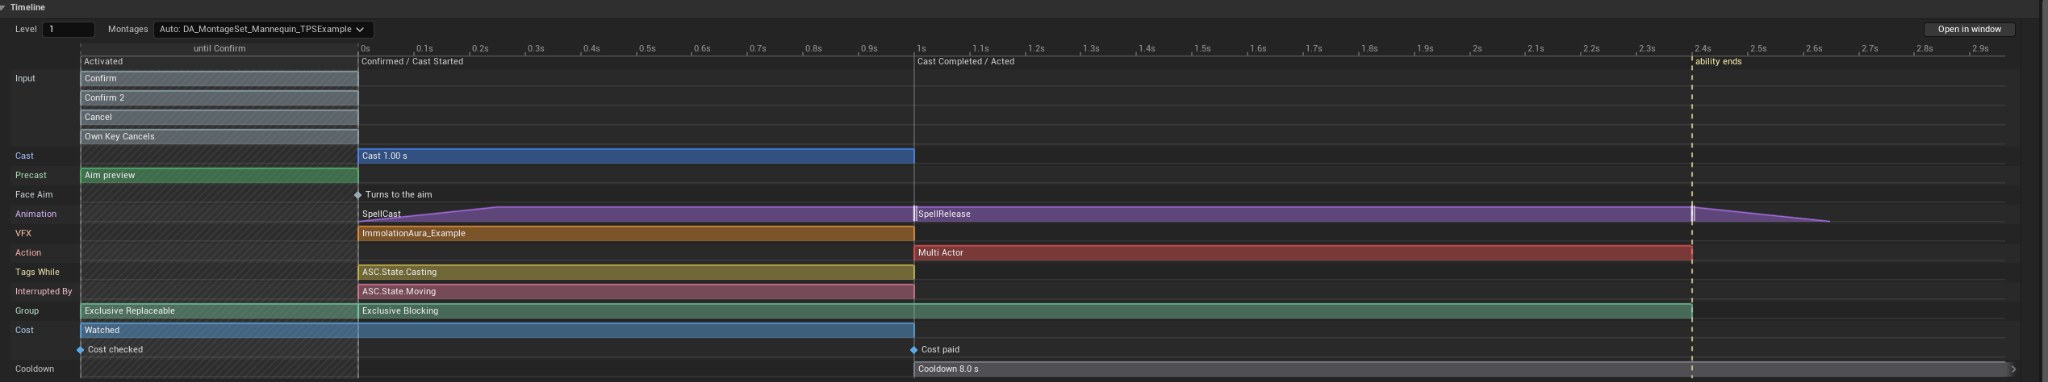 Timeline
Level 1 Montages Auto: DA_MontageSet_Mannequin_TPSExample Open in window
until Confirm 0s 0.1s 0.2s 0.3s 0.4s 0.5s 0.6s 0.7s 0.8s 0.9s 1s 1.1s 1.2s 1.3s 1.4s 1.5s 1.6s 1.7s 1.8s 1.9s 2s 2.1s 2.2s 2.3s 2.4s 2.5s 2.6s 2.7s 2.8s 2.9s
Activated Confirmed / Cast Started Cast Completed / Acted ability ends
Input Confirm
Confirm 2
Cancel
Own Key Cancels
Cast Cast 1.00 s
Precast Aim preview
Face Aim Turns to the aim
Animation SpellCast SpellRelease
VFX ImmolationAura_Example
Action Multi Actor
Tags While ASC.State.Casting
Interrupted By ASC.State.Moving
Group Exclusive Replaceable Exclusive Blocking
Cost Watched
Cost checked Cost paid
Cooldown Cooldown 8.0 s